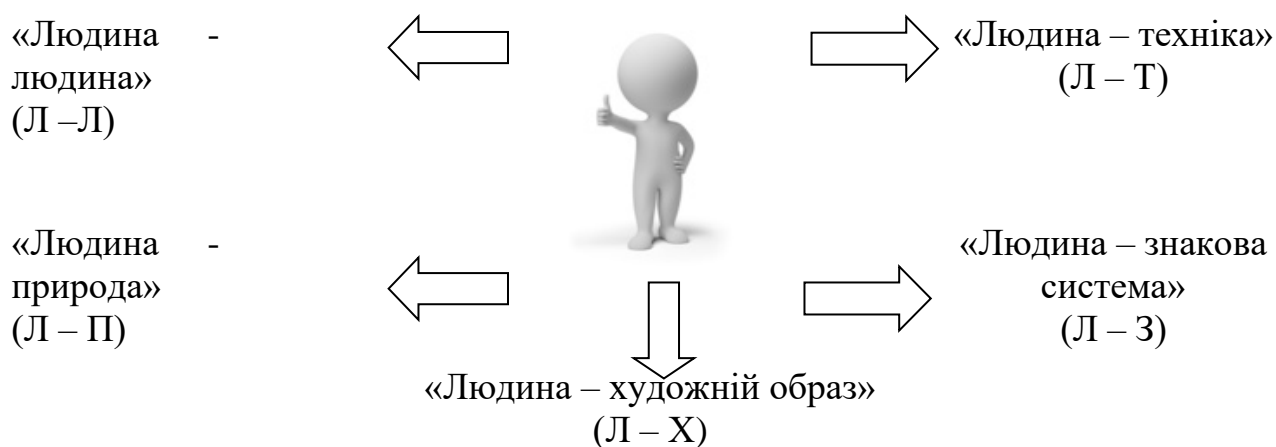 «Людина -
людина»
(Л –Л)
«Людина – техніка»
(Л – Т)
«Людина -
природа»
(Л – П)
«Людина – знакова
система»
(Л – З)
«Людина – художній образ»
(Л – Х)